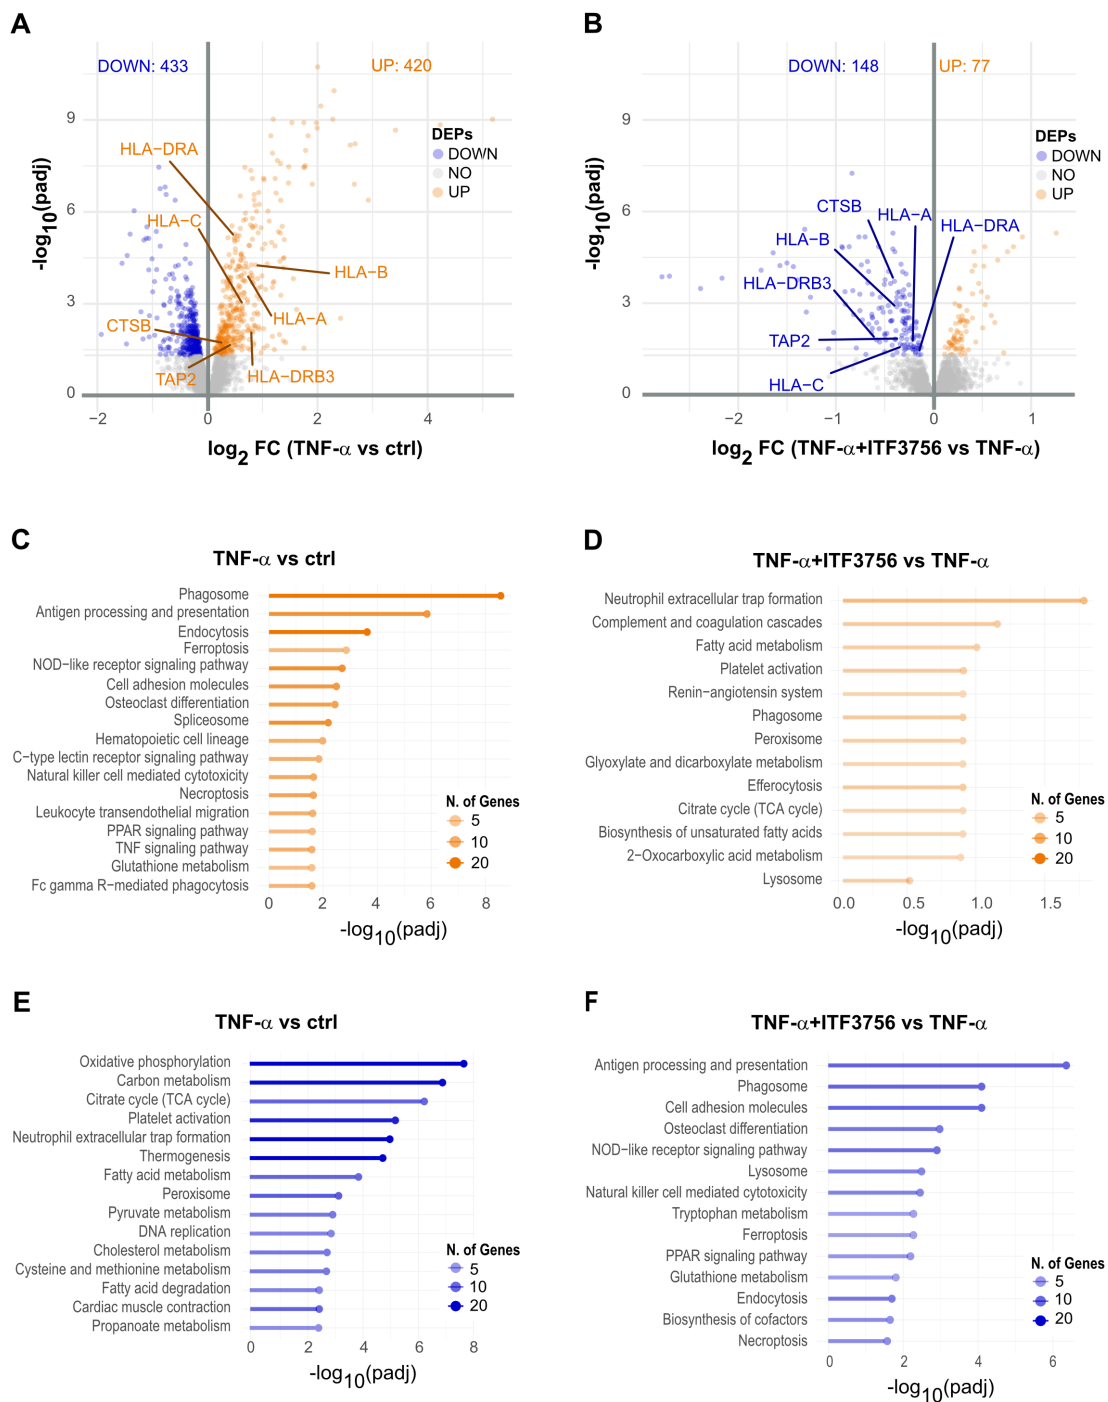 A
DOWN: 433
UP: 420
HLA−DRA
HLA−C
HLA−B
HLA−A
CTSB
TAP2
HLA−DRB3
DEPs
DOWN
NO
UP
9
6
3
0
-log10(padj)
−2
0
2
4
log2 FC (TNF-α vs ctrl)
B
DOWN: 148
UP: 77
CTSB
HLA−A
HLA−DRA
HLA−B
HLA−DRB3
TAP2
HLA−C
DEPs
DOWN
NO
UP
9
6
3
0
-log10(padj)
−2
−1
0
1
log2 FC (TNF-α+ITF3756 vs TNF-α)
C
TNF-α vs ctrl
Phagosome
Antigen processing and presentation
Endocytosis
Ferroptosis
NOD−like receptor signaling pathway
Cell adhesion molecules
Osteoclast differentiation
Spliceosome
Hematopoietic cell lineage
C−type lectin receptor signaling pathway
Natural killer cell mediated cytotoxicity
Necroptosis
Leukocyte transendothelial migration
PPAR signaling pathway
TNF signaling pathway
Glutathione metabolism
Fc gamma R−mediated phagocytosis
N. of Genes
5
10
20
0
2
4
6
8
-log10(padj)
D
TNF-α+ITF3756 vs TNF-α
Neutrophil extracellular trap formation
Complement and coagulation cascades
Fatty acid metabolism
Platelet activation
Renin−angiotensin system
Phagosome
Peroxisome
Glyoxylate and dicarboxylate metabolism
Efferocytosis
Citrate cycle (TCA cycle)
Biosynthesis of unsaturated fatty acids
2−Oxocarboxylic acid metabolism
Lysosome
N. of Genes
5
10
20
0.0
0.5
1.0
1.5
-log10(padj)
E
TNF-α vs ctrl
Oxidative phosphorylation
Carbon metabolism
Citrate cycle (TCA cycle)
Platelet activation
Neutrophil extracellular trap formation
Thermogenesis
Fatty acid metabolism
Peroxisome
Pyruvate metabolism
DNA replication
Cholesterol metabolism
Cysteine and methionine metabolism
Fatty acid degradation
Cardiac muscle contraction
Propanoate metabolism
N. of Genes
5
10
20
0
2
4
6
8
-log10(padj)
F
TNF-α+ITF3756 vs TNF-α
Antigen processing and presentation
Phagosome
Cell adhesion molecules
Osteoclast differentiation
NOD−like receptor signaling pathway
Lysosome
Natural killer cell mediated cytotoxicity
Tryptophan metabolism
Ferroptosis
PPAR signaling pathway
Glutathione metabolism
Endocytosis
Biosynthesis of cofactors
Necroptosis
N. of Genes
5
10
20
0
2
4
6
-log10(padj)